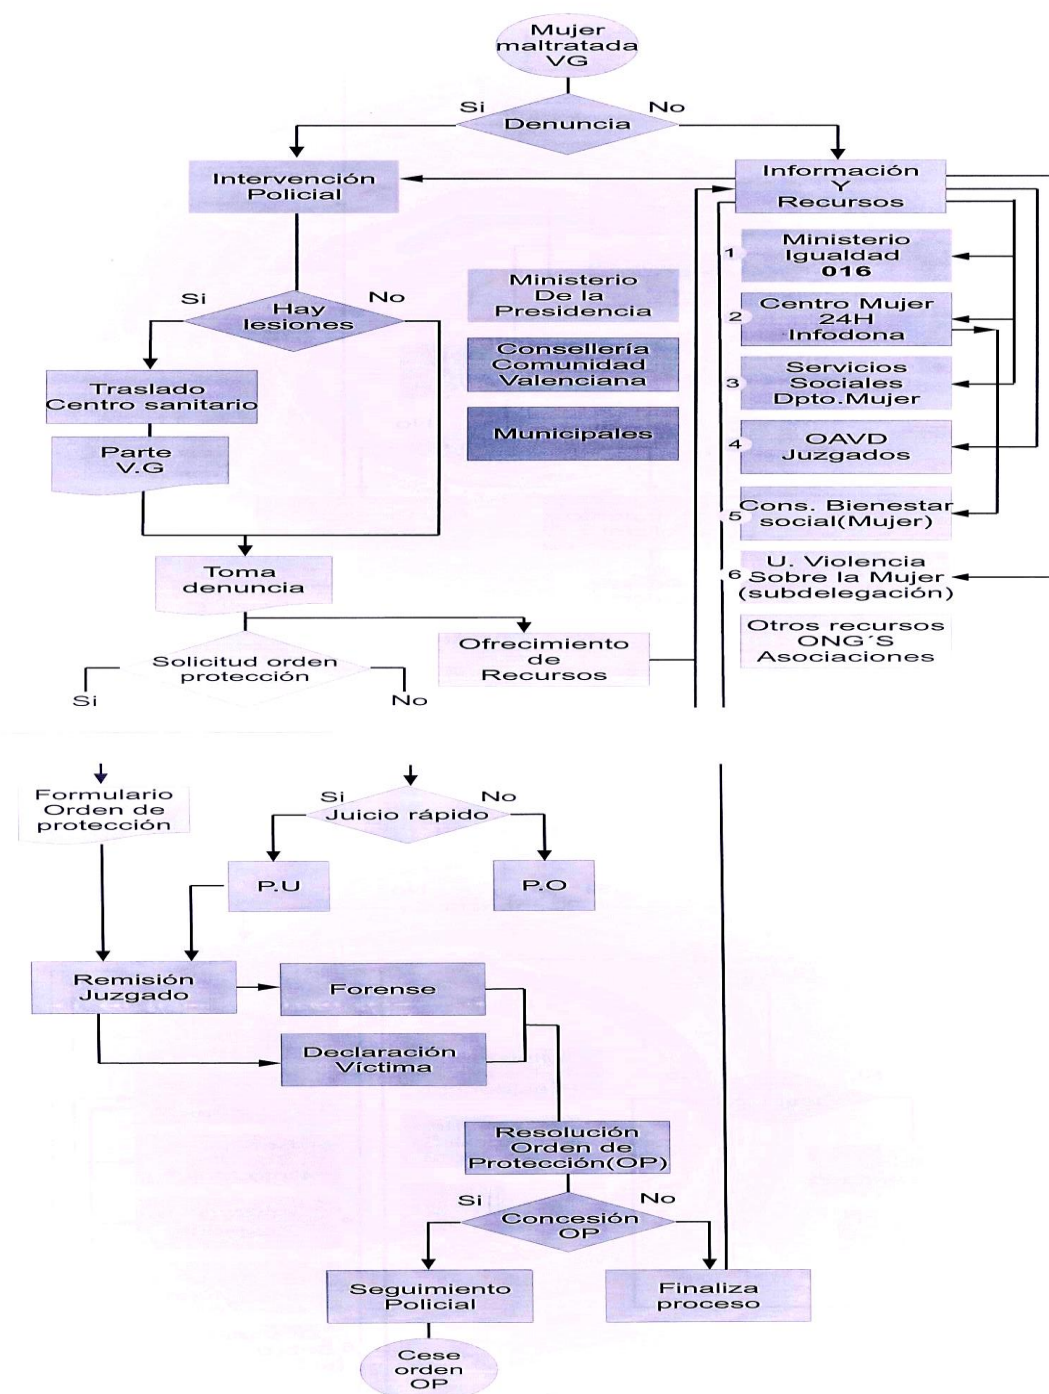 Mujer
maltratada
VG
Si
No
Denuncia
Intervención
Policial
Información
Y
Recursos
Si
No
Hay
lesiones
Ministerio
De la
Presidencia
Consellería
Comunidad
Valenciana
Municipales
1
Ministerio
Igualdad
016
2
Centro Mujer
24H
Infodona
3
Servicios
Sociales
Dpto.Mujer
4
OAVD
Juzgados
5
Cons. Bienestar
social(Mujer)
6
U. Violencia
Sobre la Mujer
(subdelegación)
Otros recursos
ONG´S
Asociaciones
Traslado
Centro sanitario
Parte
V.G
Toma
denuncia
Solicitud orden
protección
Si
No
Ofrecimiento
de
Recursos
Formulario
Orden de
protección
Si
No
Juicio rápido
P.U
P.O
Remisión
Juzgado
Forense
Declaración
Víctima
Resolución
Orden de
Protección(OP)
Si
No
Concesión
OP
Seguimiento
Policial
Finaliza
proceso
Cese
orden
OP